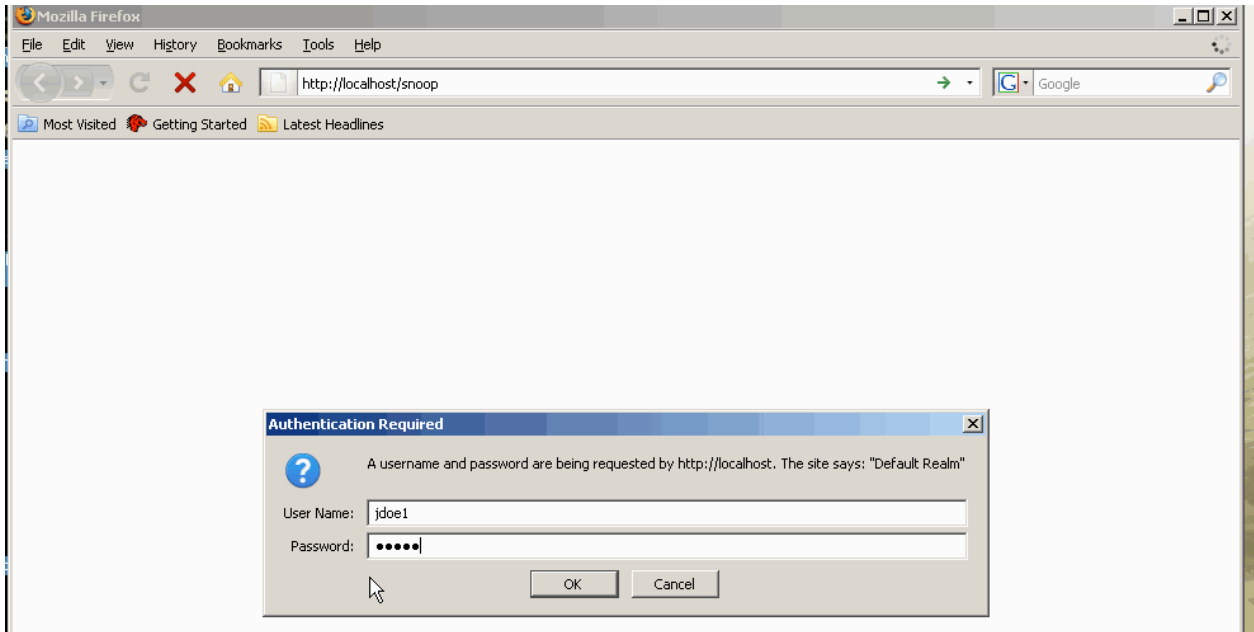 Mozilla Firefox
File Edit View History Bookmarks Tools Help
http://localhost/snoop
G Google
Most Visited Getting Started Latest Headlines
Authentication Required
A username and password are being requested by http://localhost. The site says: "Default Realm"
User Name: jdoe1
Password: •••••
OK Cancel